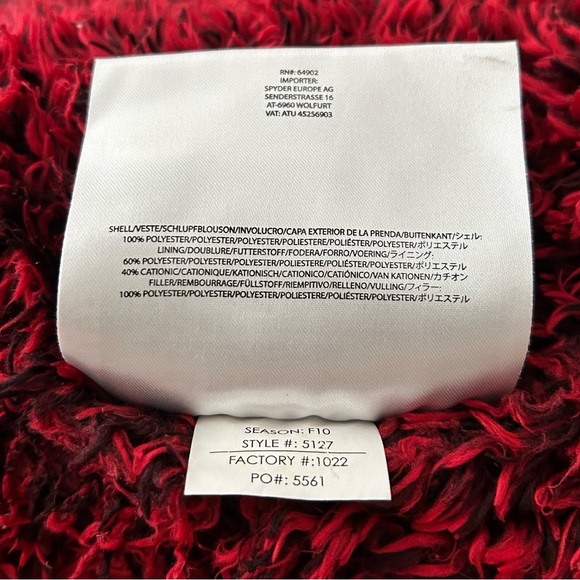 RN#: 64902
IMPORTER:
SPYDER EUROPE AG
SENDERSTRASSE 16
AT-6960 WOLFURT
VAT: ATU 45256903
SHELL/VESTE/SCHLUPFBLOUSON/INVOLUCRO/CAPA EXTERIOR DE LA PRENDA/BUITENKANT/シェル:
100% POLYESTER/POLYESTER/POLYESTER/POLIESTERE/POLIÉSTER/POLYESTER/ポリエステル
LINING/DOUBLURE/FUTTERSTOFF/FODERA/FORRO/VOERING/ライニング:
60% POLYESTER/POLYESTER/POLYESTER/POLIESTERE/POLIÉSTER/POLYESTER/ポリエステル
40% CATIONIC/CATIONIQUE/KATIONISCH/CATIONICO/CATIÓNICO/VAN KATIONEN/カチオン
FILLER/REMBOURRAGE/FÜLLSTOFF/RIEMPITIVO/RELLENO/VULLING/フィラー:
100% POLYESTER/POLYESTER/POLYESTER/POLIESTERE/POLIÉSTER/POLYESTER/ポリエステル
SEASON: F10
STYLE #: 5127
FACTORY #:1022
PO#: 5561